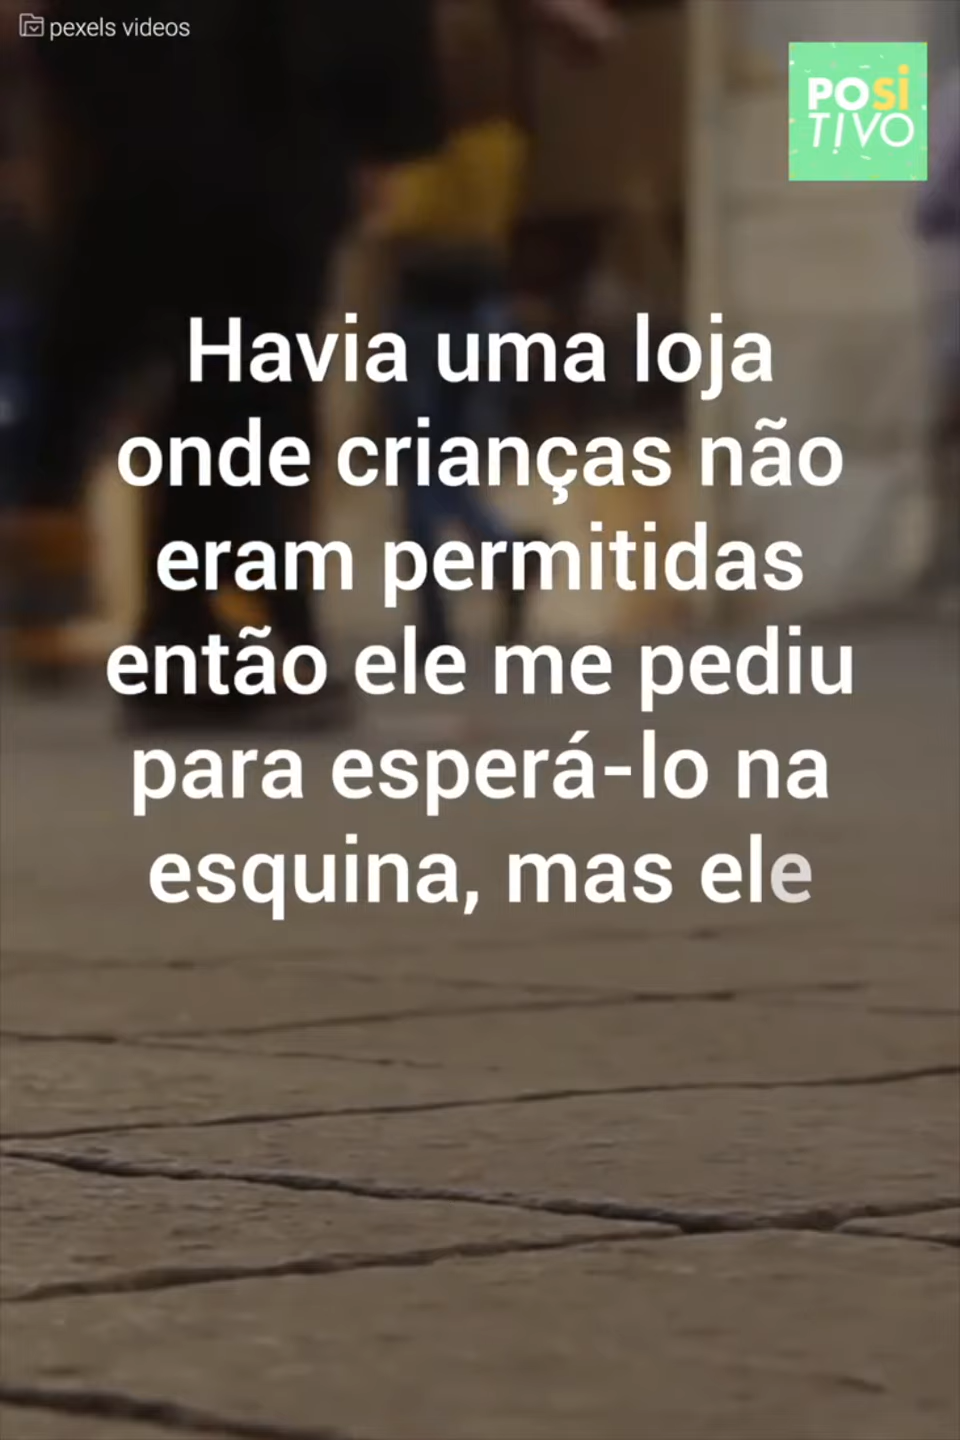 pexels videos
POSi
TiVO
Havia uma loja
onde crianças não
eram permitidas
então ele me pediu
para esperá-lo na
esquina, mas ele